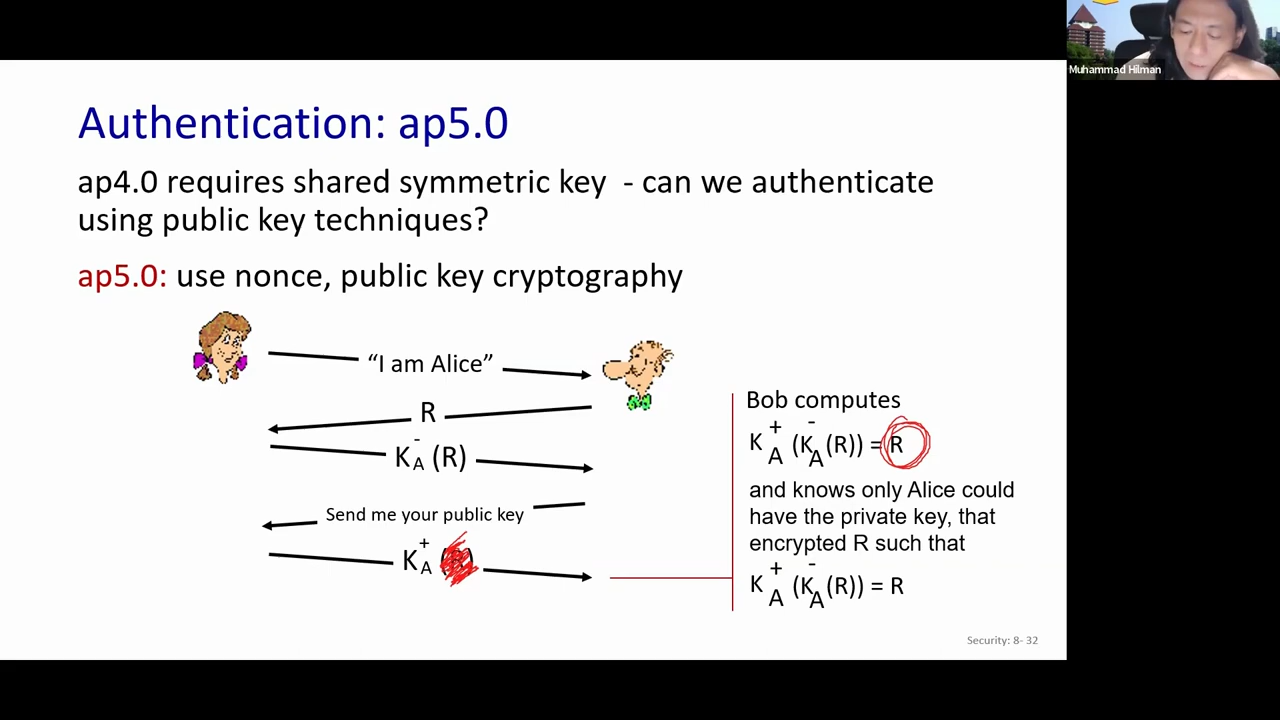 Muhammad Hilman
Authentication: ap5.0
ap4.0 requires shared symmetric key - can we authenticate
using public key techniques?
ap5.0: use nonce, public key cryptography
“I am Alice”
R
K⁻A (R)
Send me your public key
K⁺A
Bob computes
K⁺A (K⁻A(R)) = R
and knows only Alice could
have the private key, that
encrypted R such that
K⁺A (K⁻A(R)) = R
Security: 8- 32